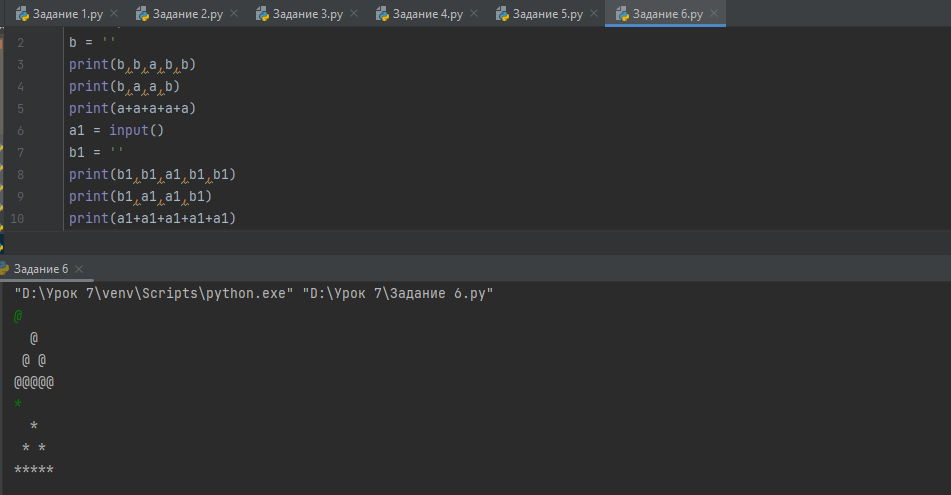 Задание 1.py Задание 2.py Задание 3.py Задание 4.py Задание 5.py Задание 6.py
2 b = ''
3 print(b,b,a,b,b)
4 print(b,a,a,b)
5 print(a+a+a+a+a)
6 a1 = input()
7 b1 = ''
8 print(b1,b1,a1,b1,b1)
9 print(b1,a1,a1,b1)
10 print(a1+a1+a1+a1+a1)
Задание 6
"D:\Урок 7\venv\Scripts\python.exe" "D:\Урок 7\Задание 6.py"
@
  @
 @ @
@@@@@
*
  *
 * *
*****